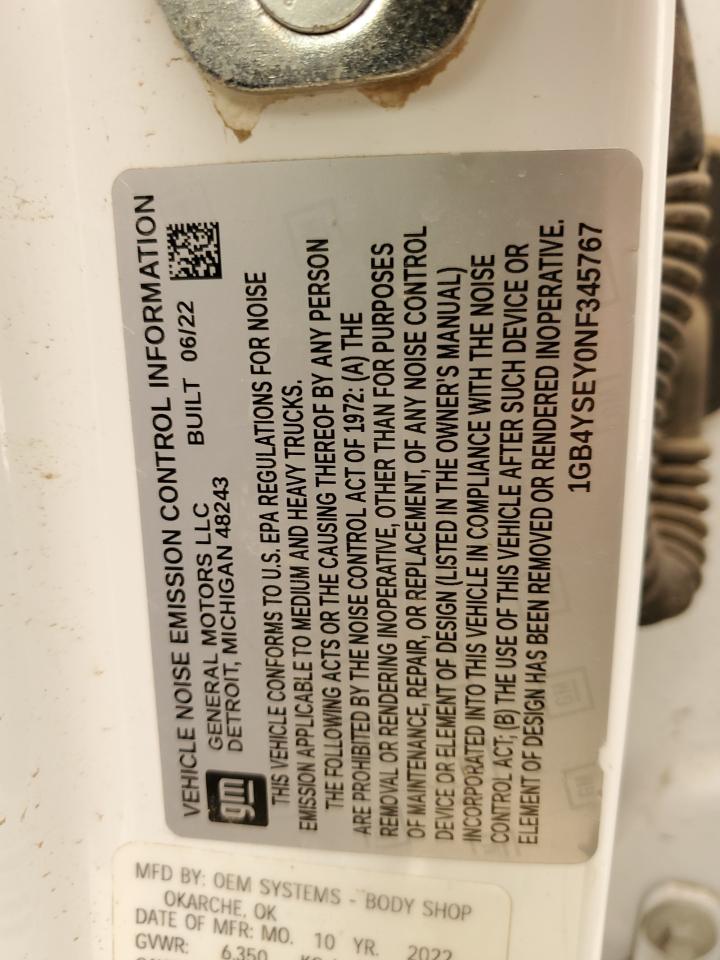 VEHICLE NOISE EMISSION CONTROL INFORMATION
gm
GENERAL MOTORS LLC
DETROIT, MICHIGAN 48243
BUILT 06/22
THIS VEHICLE CONFORMS TO U.S. EPA REGULATIONS FOR NOISE
EMISSION APPLICABLE TO MEDIUM AND HEAVY TRUCKS.
THE FOLLOWING ACTS OR THE CAUSING THEREOF BY ANY PERSON
ARE PROHIBITED BY THE NOISE CONTROL ACT OF 1972: (A) THE
REMOVAL OR RENDERING INOPERATIVE, OTHER THAN FOR PURPOSES
OF MAINTENANCE, REPAIR, OR REPLACEMENT, OF ANY NOISE CONTROL
DEVICE OR ELEMENT OF DESIGN (LISTED IN THE OWNER'S MANUAL)
INCORPORATED INTO THIS VEHICLE IN COMPLIANCE WITH THE NOISE
CONTROL ACT; (B) THE USE OF THIS VEHICLE AFTER SUCH DEVICE OR
ELEMENT OF DESIGN HAS BEEN REMOVED OR RENDERED INOPERATIVE.
1GB4YSEY0NF345767
MFD BY: OEM SYSTEMS - BODY SHOP
OKARCHE, OK
DATE OF MFR: MO. 10 YR. 2022
GVWR: 6,350